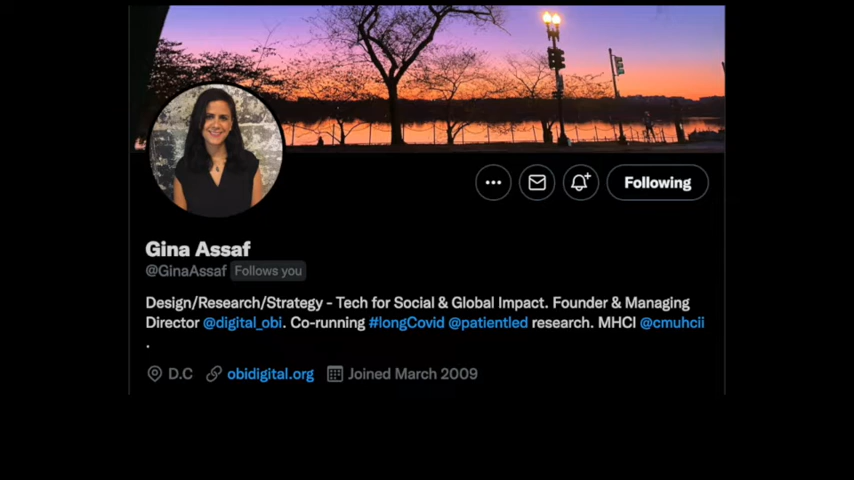 Following
Gina Assaf
@GinaAssaf Follows you
Design/Research/Strategy - Tech for Social & Global Impact. Founder & Managing
Director @digital_obi. Co-running #longCovid @patientled research. MHCI @cmuhcii
.
D.C obidigital.org Joined March 2009